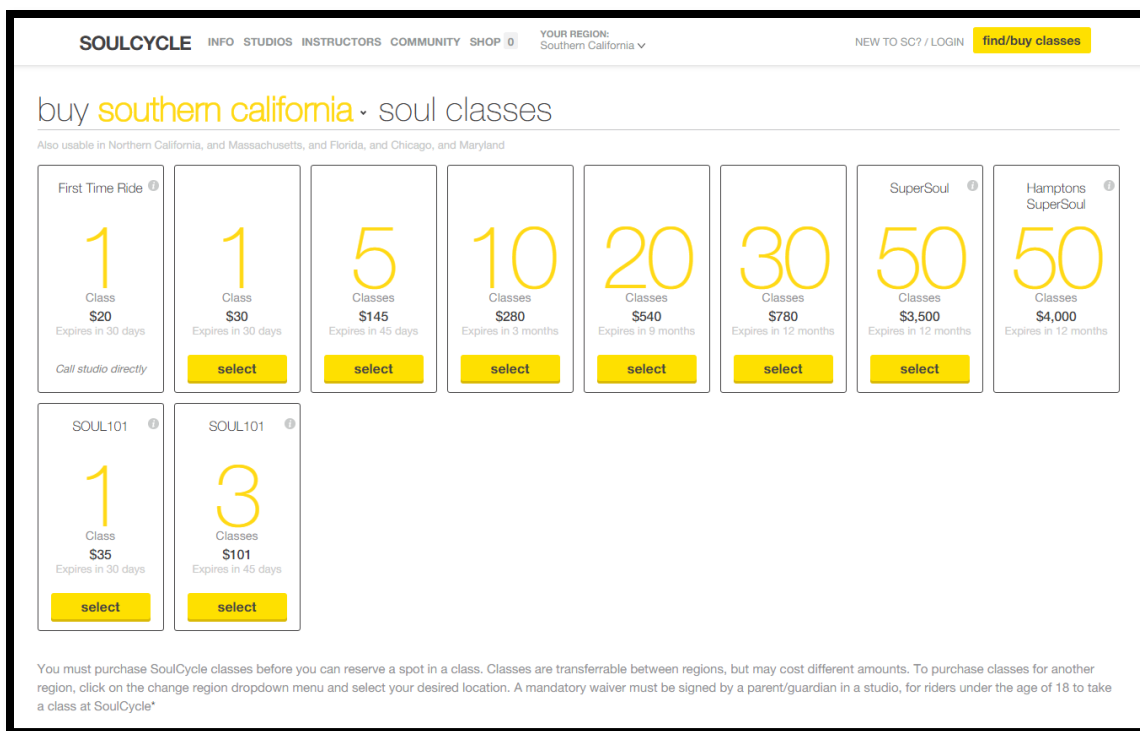 SOULCYCLE INFO STUDIOS INSTRUCTORS COMMUNITY SHOP 0 YOUR REGION: NEW TO SC? / LOGIN find/buy classes
Southern California
buy southern california soul classes
Also usable in Northern California, and Massachusetts, and Florida, and Chicago, and Maryland
First Time Ride i
1
Class
$20
Expires in 30 days
Call studio directly
1
Class
$30
Expires in 30 days
select
5
Classes
$145
Expires in 45 days
select
10
Classes
$280
Expires in 3 months
select
20
Classes
$540
Expires in 9 months
select
30
Classes
$780
Expires in 12 months
select
SuperSoul i
50
Classes
$3,500
Expires in 12 months
select
Hamptons i
SuperSoul
50
Classes
$4,000
Expires in 12 months
SOUL101 i
1
Class
$35
Expires in 30 days
select
SOUL101 i
3
Classes
$101
Expires in 45 days
select
You must purchase SoulCycle classes before you can reserve a spot in a class. Classes are transferrable between regions, but may cost different amounts. To purchase classes for another
region, click on the change region dropdown menu and select your desired location. A mandatory waiver must be signed by a parent/guardian in a studio, for riders under the age of 18 to take
a class at SoulCycle*